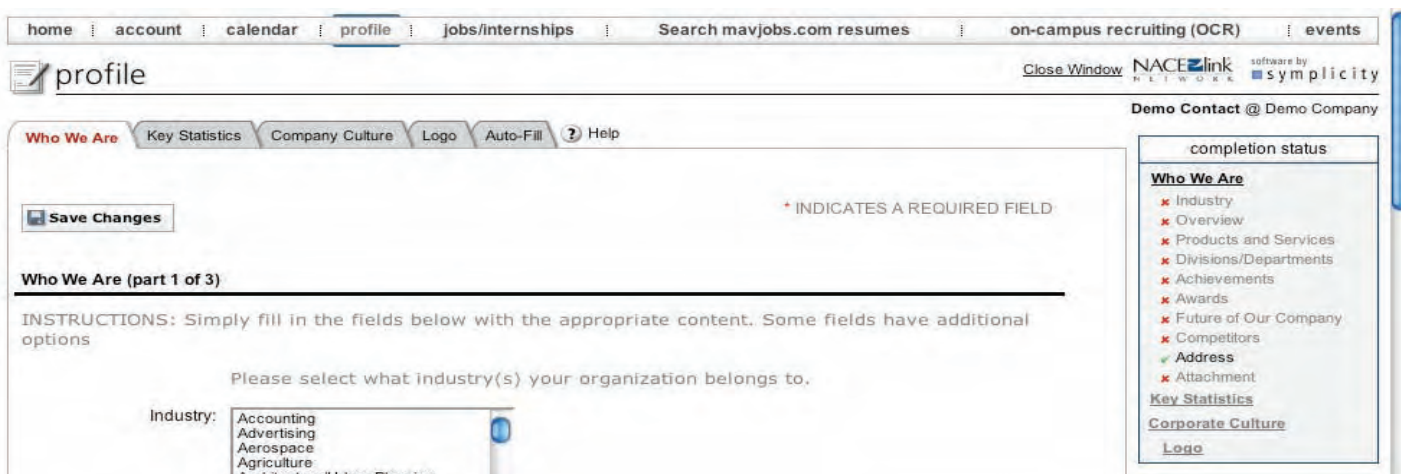 home account calendar profile jobs/internships Search mavjobs.com resumes on-campus recruiting (OCR) events
profile
Close Window NACElink NETWORK software by symplicity
Demo Contact @ Demo Company
Who We Are Key Statistics Company Culture Logo Auto-Fill ? Help
Save Changes
* INDICATES A REQUIRED FIELD
Who We Are (part 1 of 3)
INSTRUCTIONS: Simply fill in the fields below with the appropriate content. Some fields have additional
options
Please select what industry(s) your organization belongs to.
Industry:
Accounting
Advertising
Aerospace
Agriculture
completion status
Who We Are
Industry
Overview
Products and Services
Divisions/Departments
Achievements
Awards
Future of Our Company
Competitors
Address
Attachment
Key Statistics
Corporate Culture
Logo